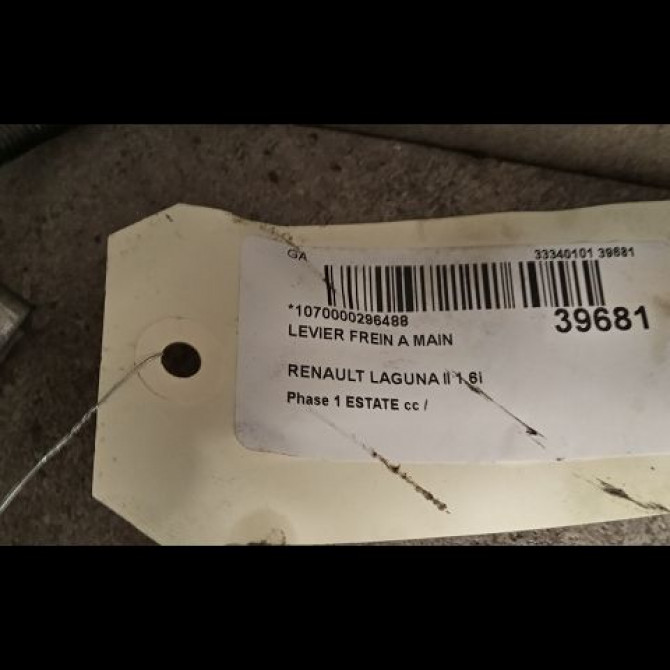 GA 33340101 39681
*1070000296488 39681
LEVIER FREIN A MAIN
RENAULT LAGUNA II 1.6i
Phase 1 ESTATE cc /